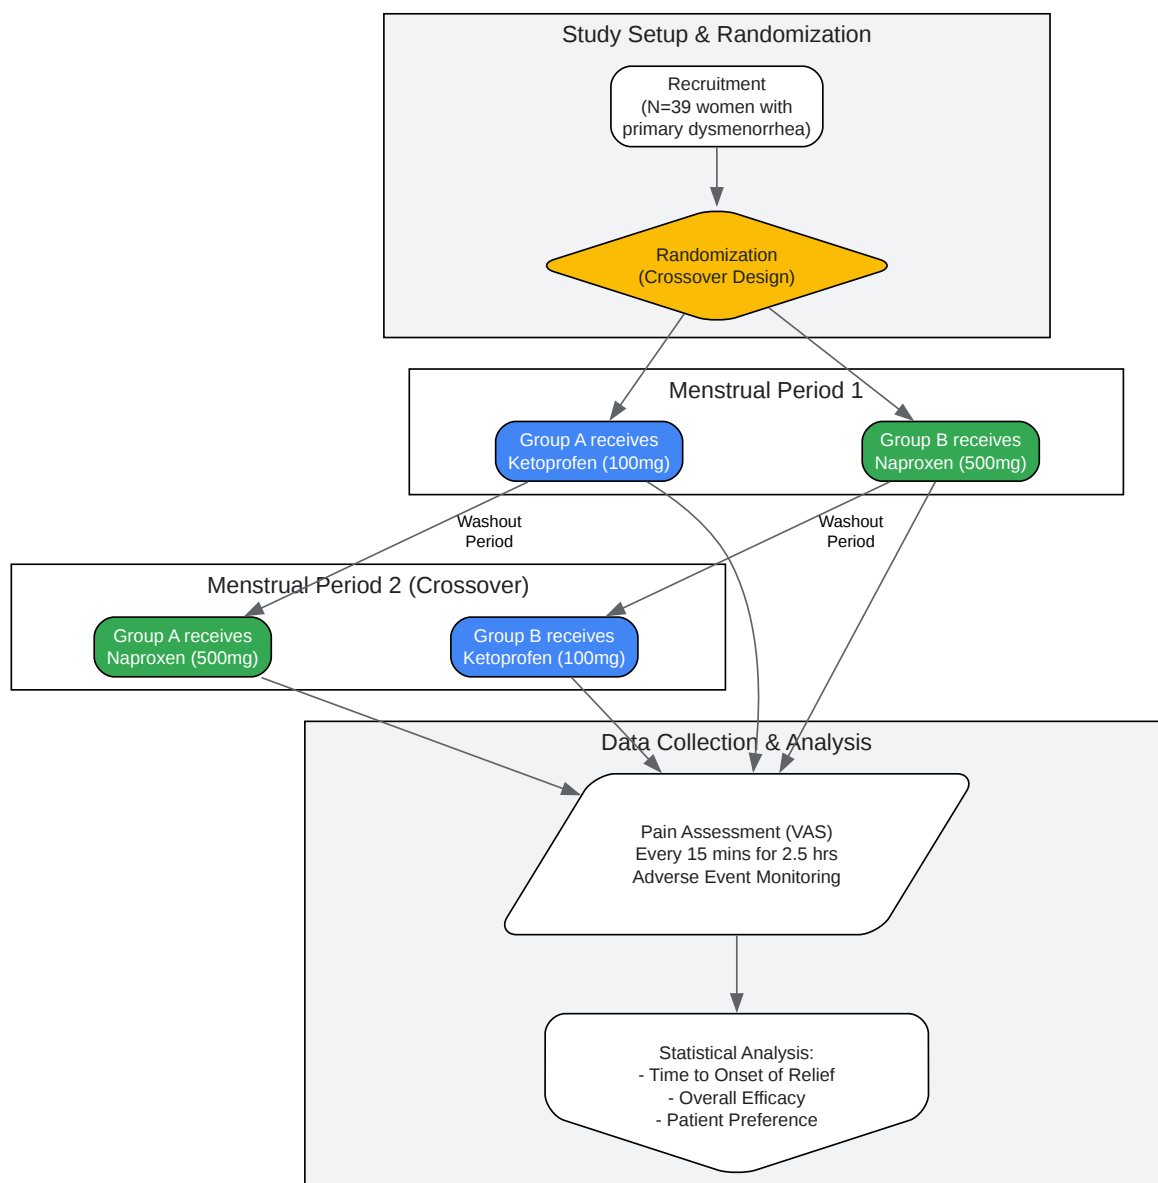 Study Setup & Randomization
Recruitment
(N=39 women with
primary dysmenorrhea)
Randomization
(Crossover Design)
Menstrual Period 1
Group A receives
Ketoprofen (100mg)
Group B receives
Naproxen (500mg)
Washout
Period
Washout
Period
Menstrual Period 2 (Crossover)
Group A receives
Naproxen (500mg)
Group B receives
Ketoprofen (100mg)
Data Collection & Analysis
Pain Assessment (VAS)
Every 15 mins for 2.5 hrs
Adverse Event Monitoring
Statistical Analysis:
- Time to Onset of Relief
- Overall Efficacy
- Patient Preference